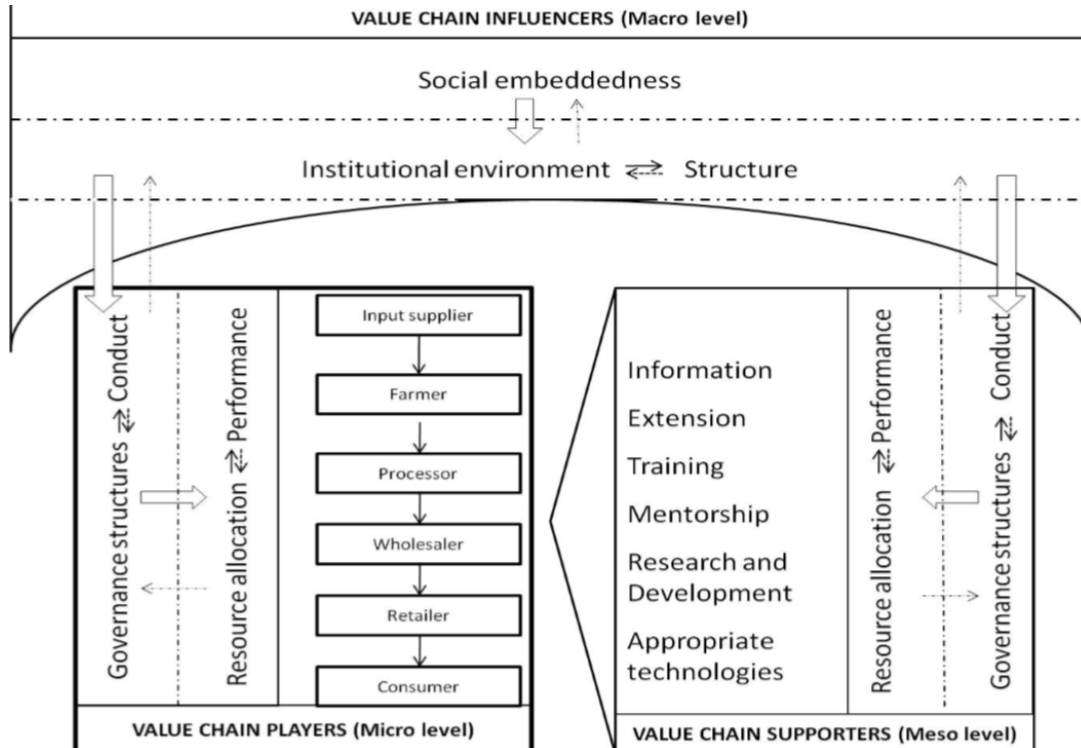 VALUE CHAIN INFLUENCERS (Macro level)
Social embeddedness
Institutional environment
Structure
Governance structures
Conduct
Resource allocation
Performance
Input supplier
Farmer
Processor
Wholesaler
Retailer
Consumer
VALUE CHAIN PLAYERS (Micro level)
Information
Extension
Training
Mentorship
Research and
Development
Appropriate
technologies
Resource allocation
Performance
Governance structures
Conduct
VALUE CHAIN SUPPORTERS (Meso level)